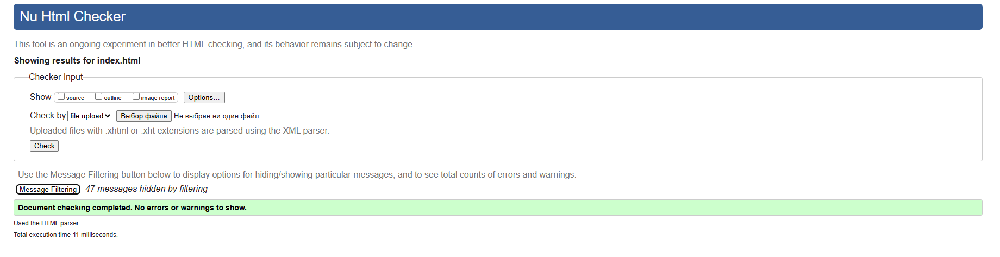 Nu Html Checker
This tool is an ongoing experiment in better HTML checking, and its behavior remains subject to change
Showing results for index.html
Checker Input
Show source outline image report Options...
Check by file upload Выбор файла Не выбран ни один файл
Uploaded files with .xhtml or .xht extensions are parsed using the XML parser.
Check
Use the Message Filtering button below to display options for hiding/showing particular messages, and to see total counts of errors and warnings.
Message Filtering 47 messages hidden by filtering
Document checking completed. No errors or warnings to show.
Used the HTML parser.
Total execution time 11 milliseconds.